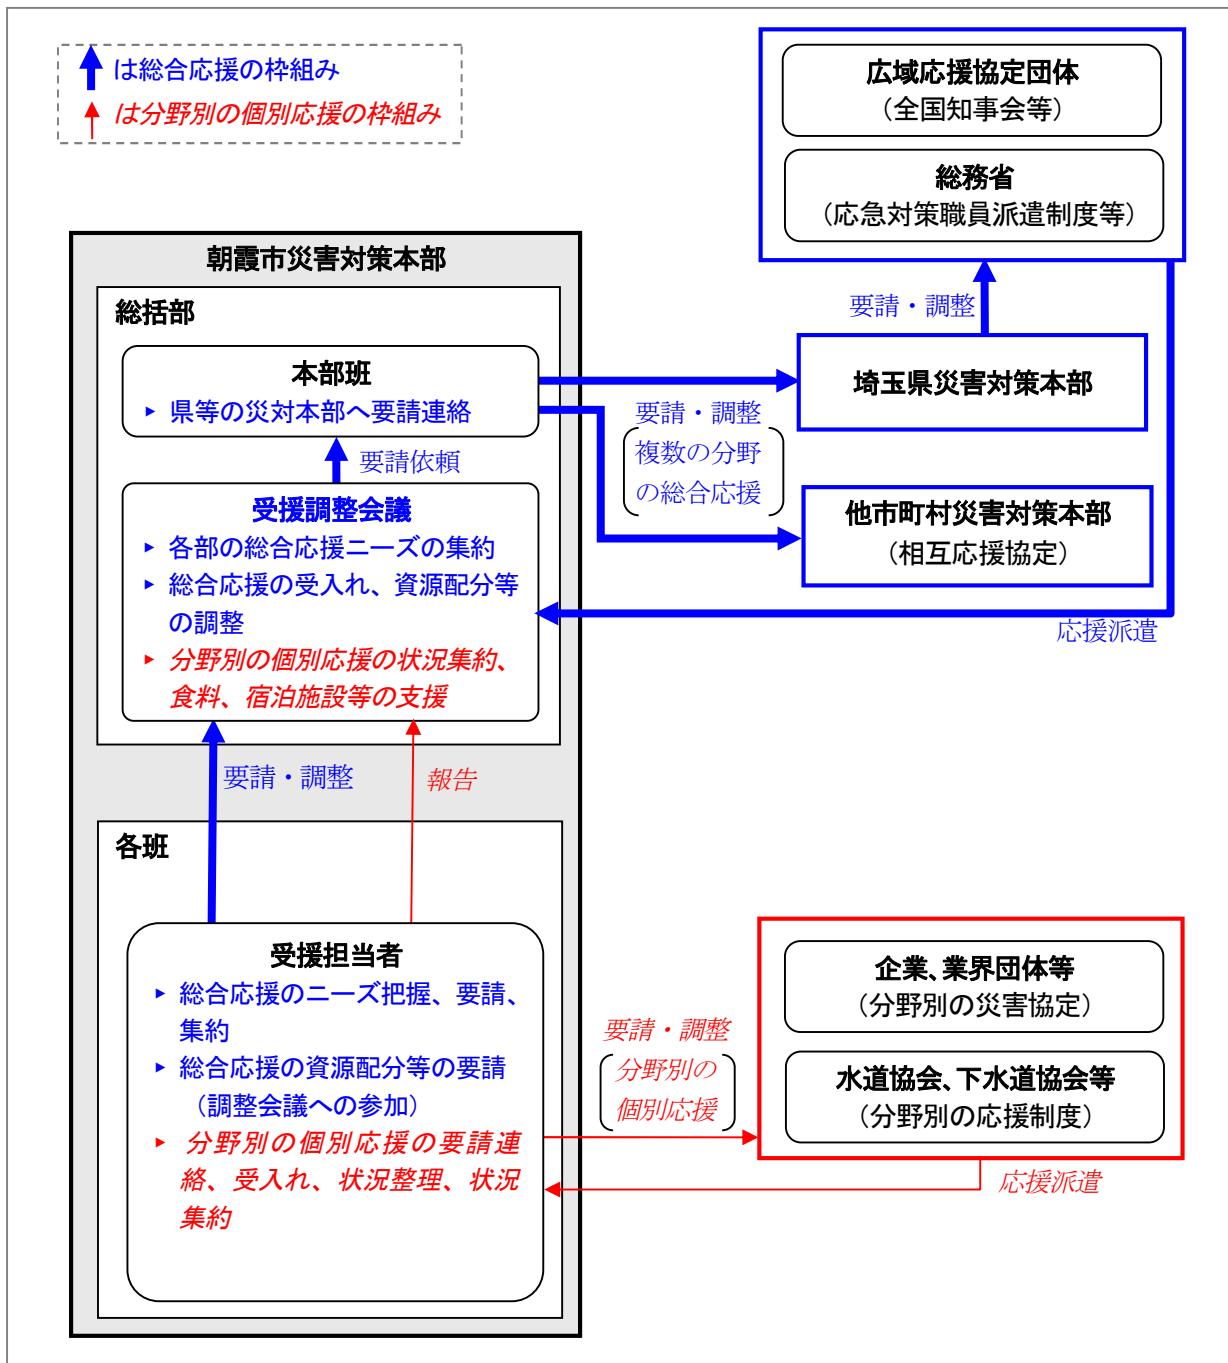 は総合応援の枠組み
は分野別の個別応援の枠組み
広域応援協定団体
（全国知事会等）
総務省
（応急対策職員派遣制度等）
朝霞市災害対策本部
総括部
本部班
▸ 県等の災対本部へ要請連絡
要請依頼
受援調整会議
▸ 各部の総合応援ニーズの集約
▸ 総合応援の受入れ、資源配分等
の調整
▸ 分野別の個別応援の状況集約、
食料、宿泊施設等の支援
要請・調整
埼玉県災害対策本部
要請・調整
複数の分野
の総合応援
他市町村災害対策本部
（相互応援協定）
応援派遣
要請・調整
報告
各班
受援担当者
▸ 総合応援のニーズ把握、要請、
集約
▸ 総合応援の資源配分等の要請
（調整会議への参加）
▸ 分野別の個別応援の要請連
絡、受入れ、状況整理、状況
集約
要請・調整
分野別の
個別応援
企業、業界団体等
（分野別の災害協定）
水道協会、下水道協会等
（分野別の応援制度）
応援派遣